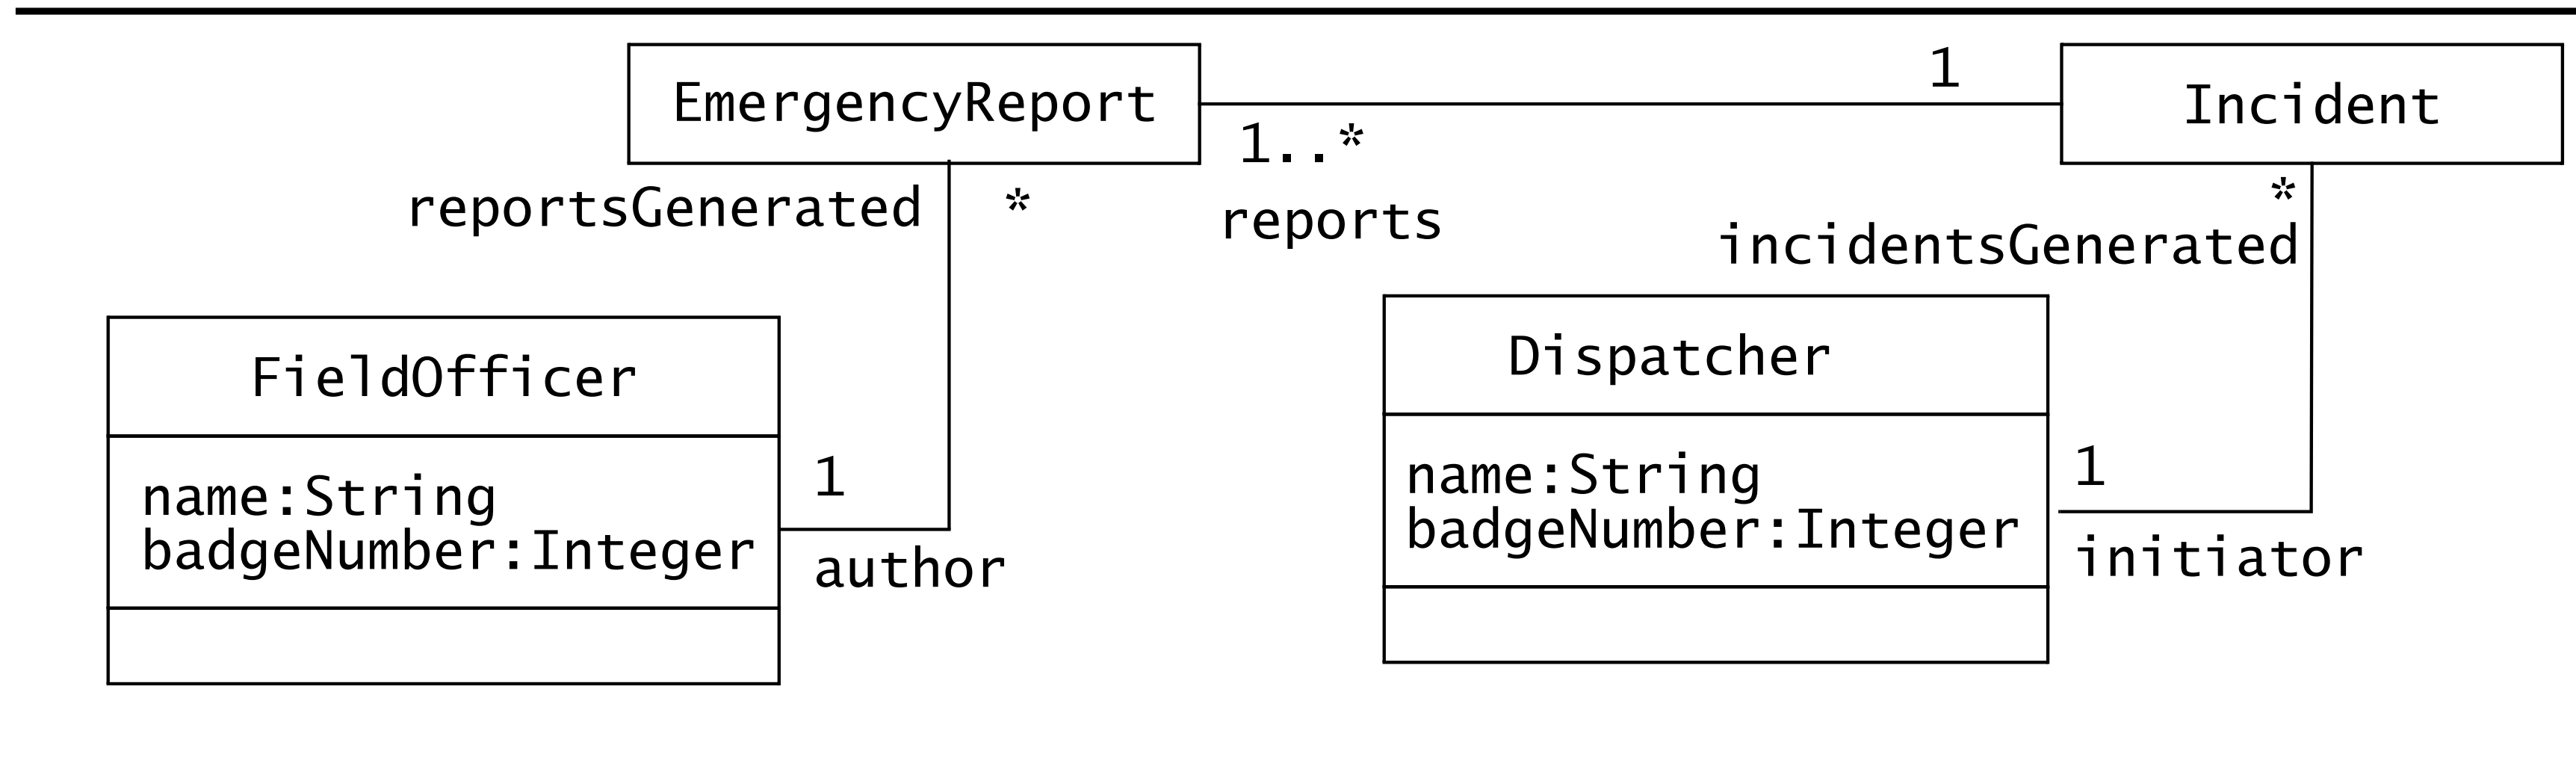 EmergencyReport
1
Incident
1..*
reportsGenerated
*
reports
*
incidentsGenerated
FieldOfficer
name:String
badgeNumber:Integer
1
author
Dispatcher
name:String
badgeNumber:Integer
1
initiator